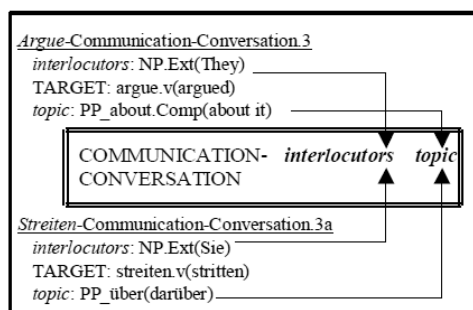 Argue-Communication-Conversation.3
interlocutors: NP.Ext(They)
TARGET: argue.v(argued)
topic: PP_about.Comp(about it)
COMMUNICATION- interlocutors topic
CONVERSATION
Streiten-Communication-Conversation.3a
interlocutors: NP.Ext(Sie)
TARGET: streiten.v(stritten)
topic: PP_über(darüber)